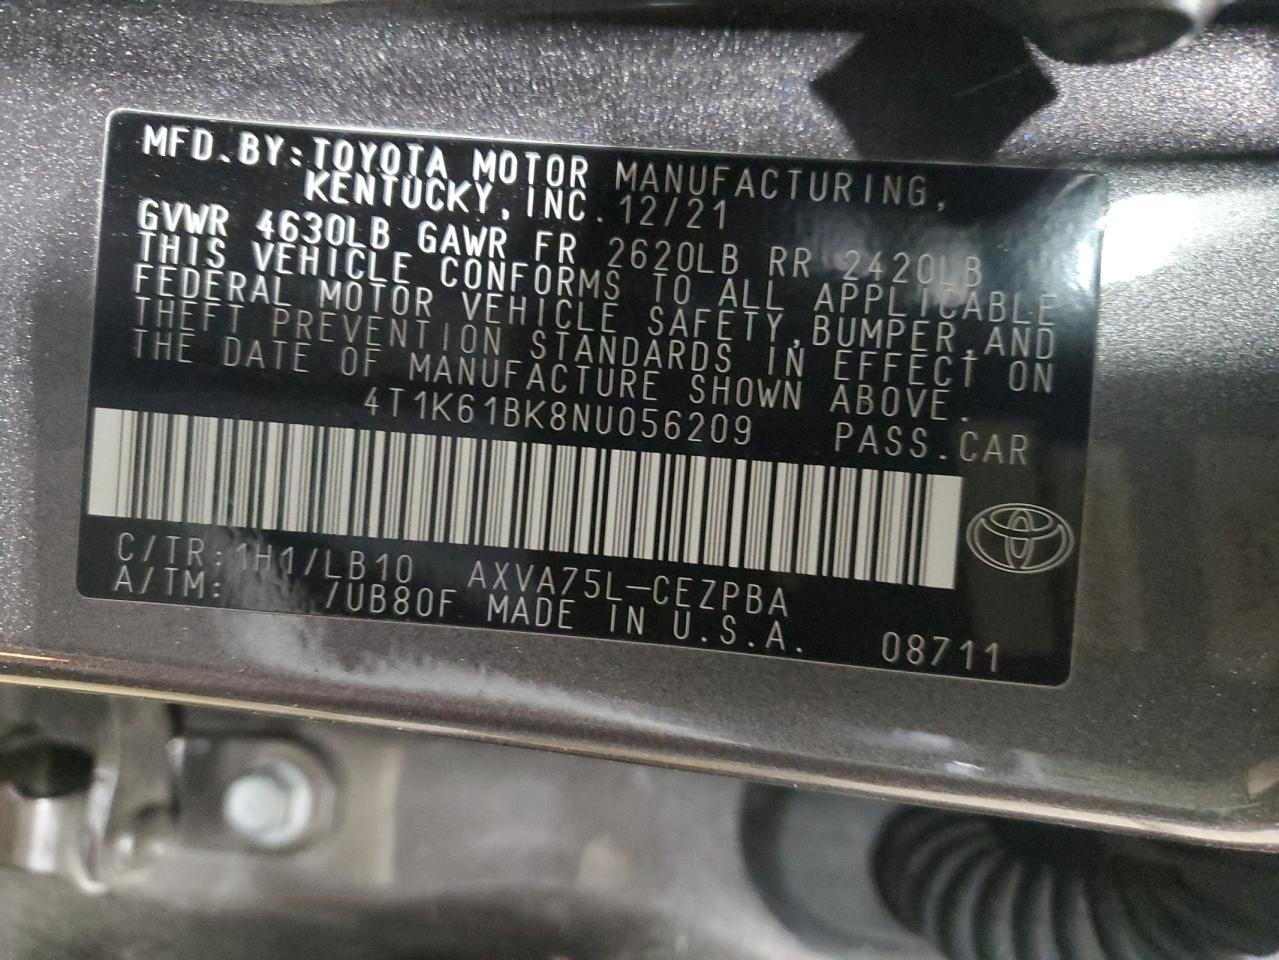 MFD.BY:TOYOTA MOTOR MANUFACTURING,
KENTUCKY,INC. 12/21
GVWR 4630LB GAWR FR 2620LB RR 2420LB
THIS VEHICLE CONFORMS TO ALL APPLICABLE
FEDERAL MOTOR VEHICLE SAFETY,BUMPER,AND
THEFT PREVENTION STANDARDS IN EFFECT ON
THE DATE OF MANUFACTURE SHOWN ABOVE.
4T1K61BK8NU056209 PASS.CAR
C/TR:1H1/LB10 AXVA75L-CEZPBA
A/TM: /UB80F MADE IN U.S.A. 08711